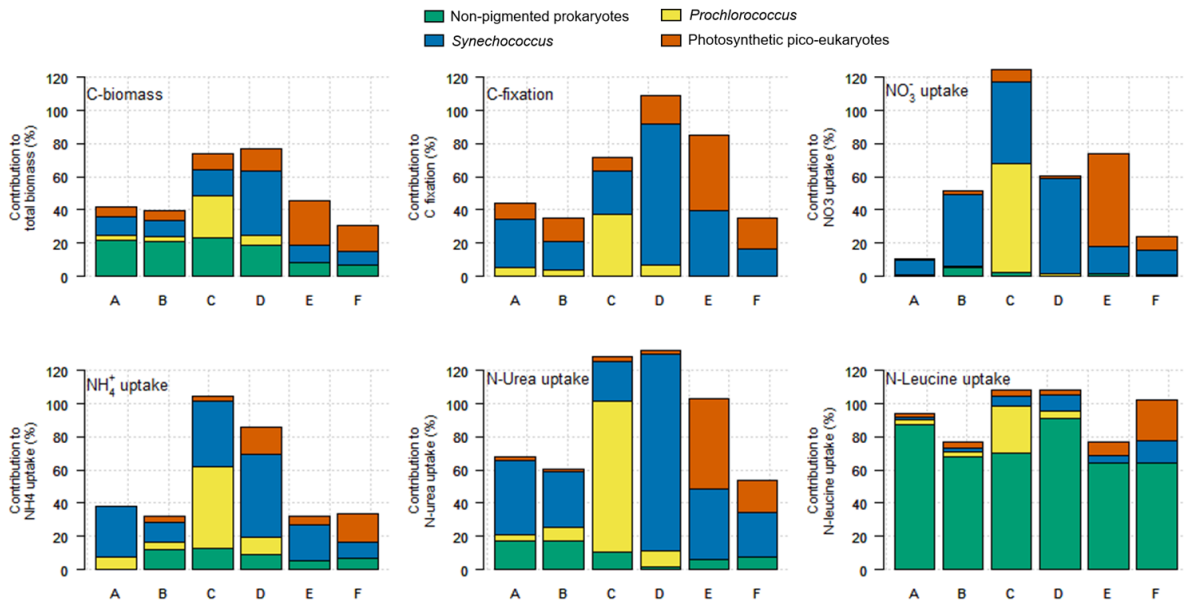 Non-pigmented prokaryotes
Prochlorococcus
Synechococcus
Photosynthetic pico-eukaryotes
120
100
80
60
40
20
0
Contribution to
total biomass (%)
C-biomass
A B C D E F
120
100
80
60
40
20
0
Contribution to
C fixation (%)
C-fixation
A B C D E F
120
100
80
60
40
20
0
Contribution to
NO3 uptake (%)
NO₃⁻ uptake
A B C D E F
120
100
80
60
40
20
0
Contribution to
NH4 uptake (%)
NH₄⁺ uptake
A B C D E F
120
100
80
60
40
20
0
Contribution to
N-urea uptake (%)
N-Urea uptake
A B C D E F
120
100
80
60
40
20
0
Contribution to
N-leucine uptake (%)
N-Leucine uptake
A B C D E F